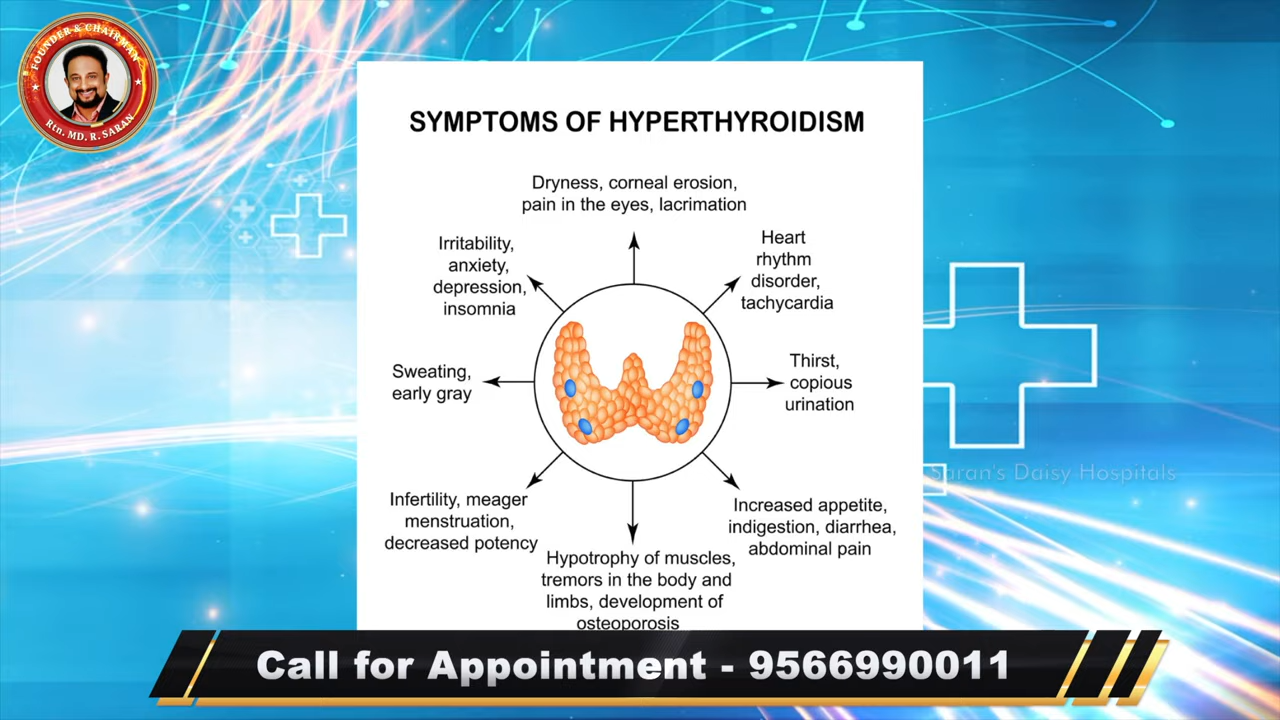 FOUNDER & CHAIRMAN
Rtn. MD. R. SARAN
SYMPTOMS OF HYPERTHYROIDISM
Dryness, corneal erosion,
pain in the eyes, lacrimation
Irritability,
anxiety,
depression,
insomnia
Heart
rhythm
disorder,
tachycardia
Sweating,
early gray
Thirst,
copious
urination
Infertility, meager
menstruation,
decreased potency
Increased appetite,
indigestion, diarrhea,
abdominal pain
Hypotrophy of muscles,
tremors in the body and
limbs, development of
osteoporosis
Saran's Daisy Hospitals
Call for Appointment - 9566990011